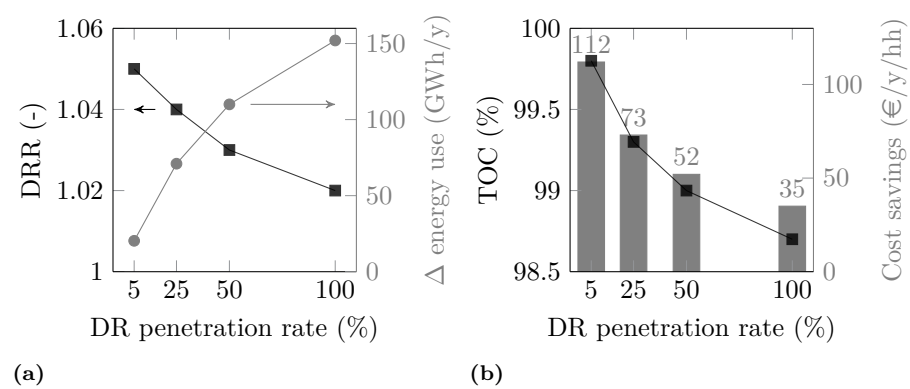 1.06
1.04
1.02
1
DRR (-)
150
100
50
0
Δ energy use (GWh/y)
5 25 50 100
DR penetration rate (%)
(a)
100
99.5
99
98.5
TOC (%)
112
73
52
35
100
50
0
Cost savings (€/y/hh)
5 25 50 100
DR penetration rate (%)
(b)